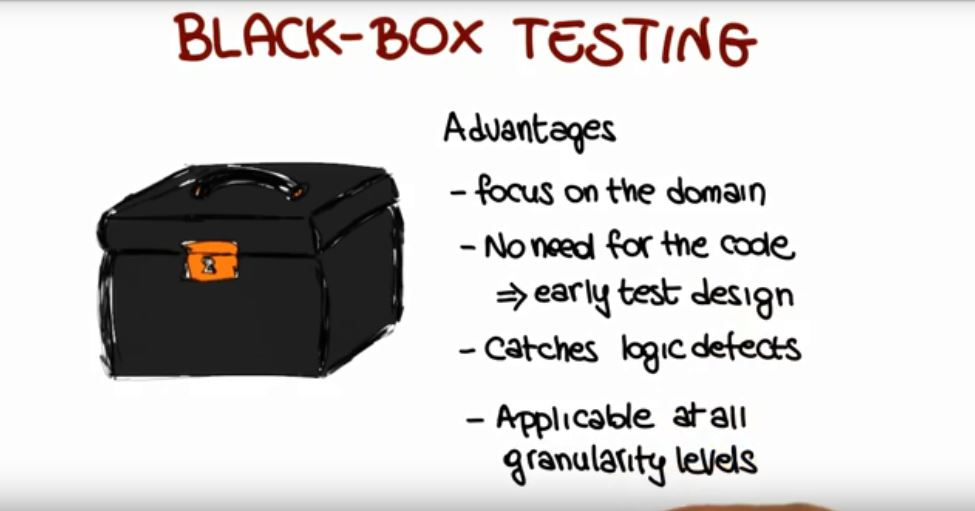 BLACK-BOX TESTING
Advantages
- focus on the domain
- No need for the code
⇒ early test design
- Catches logic defects
- Applicable at all
granularity levels